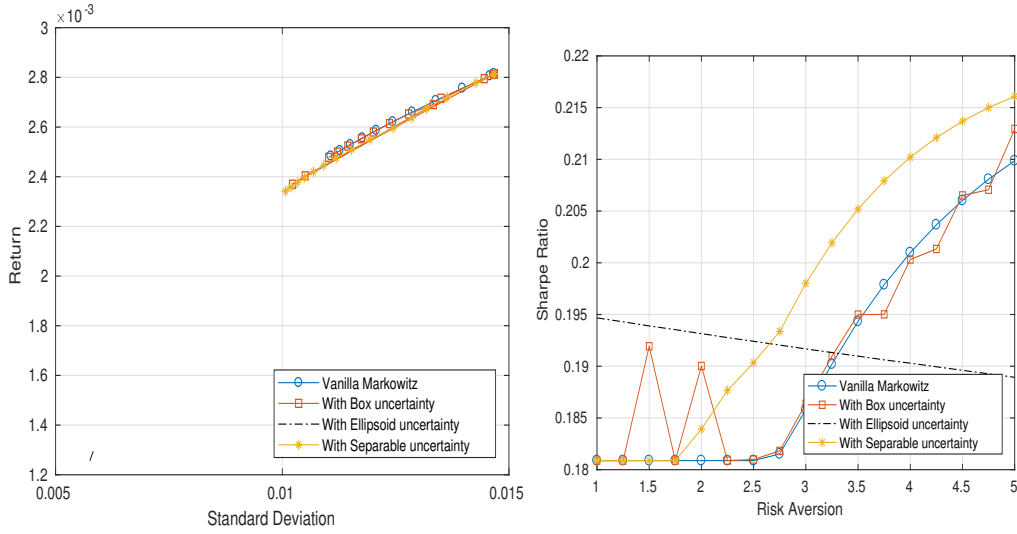 ×10-3
3
2.8
2.6
2.4
2.2
2
1.8
1.6
1.4
1.2
Return
0.005
0.01
0.015
Standard Deviation
Vanilla Markowitz
With Box uncertainty
With Ellipsoid uncertainty
With Separable uncertainty
0.22
0.215
0.21
0.205
0.2
0.195
0.19
0.185
0.18
Sharpe Ratio
1
1.5
2
2.5
3
3.5
4
4.5
5
Risk Aversion
Vanilla Markowitz
With Box uncertainty
With Ellipsoid uncertainty
With Separable uncertainty